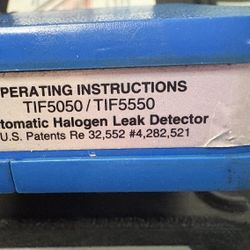 PERATING INSTRUCTIONS
TIF5050/TIF5550
utomatic Halogen Leak Detector
U.S. Patents Re 32,552 #4,282,521